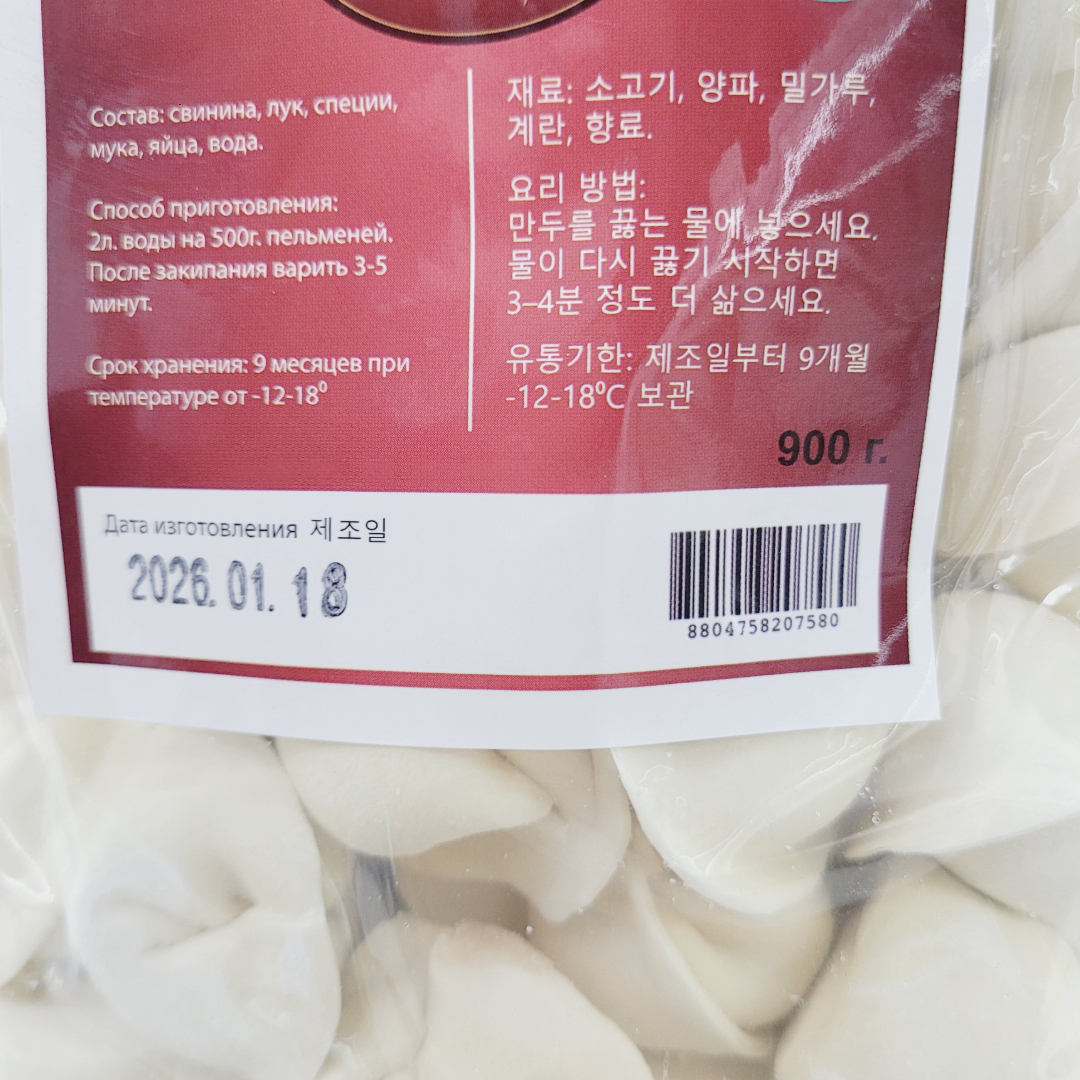 Состав: свинина, лук, специи,
мука, яйца, вода.
Способ приготовления:
2л. воды на 500г. пельменей.
После закипания варить 3-5
минут.
Срок хранения: 9 месяцев при
температуре от -12-18⁰
재료: 소고기, 양파, 밀가루,
계란, 향료.
요리 방법:
만두를 끓는 물에 넣으세요.
물이 다시 끓기 시작하면
3–4분 정도 더 삶으세요.
유통기한: 제조일부터 9개월
-12-18⁰C 보관
900 г.
Дата изготовления 제조일
2026.01.18
8804758207580